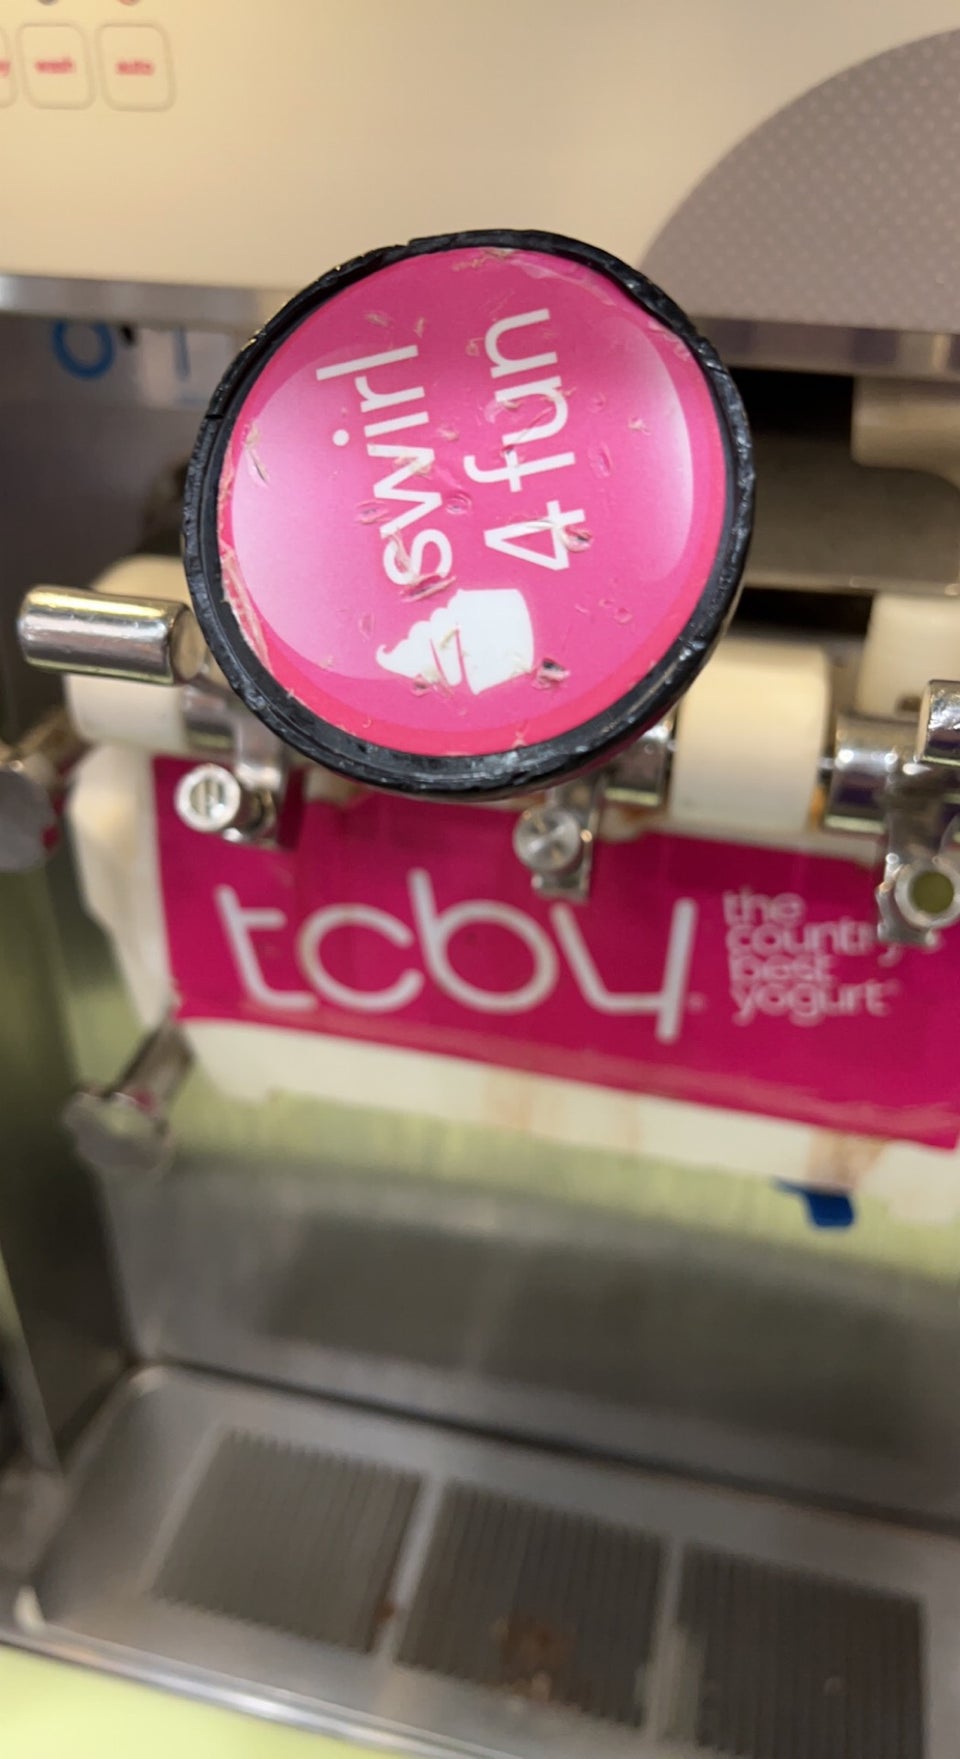 wash
auto
swirl
4 fun
tcby
the
country's
best
yogurt